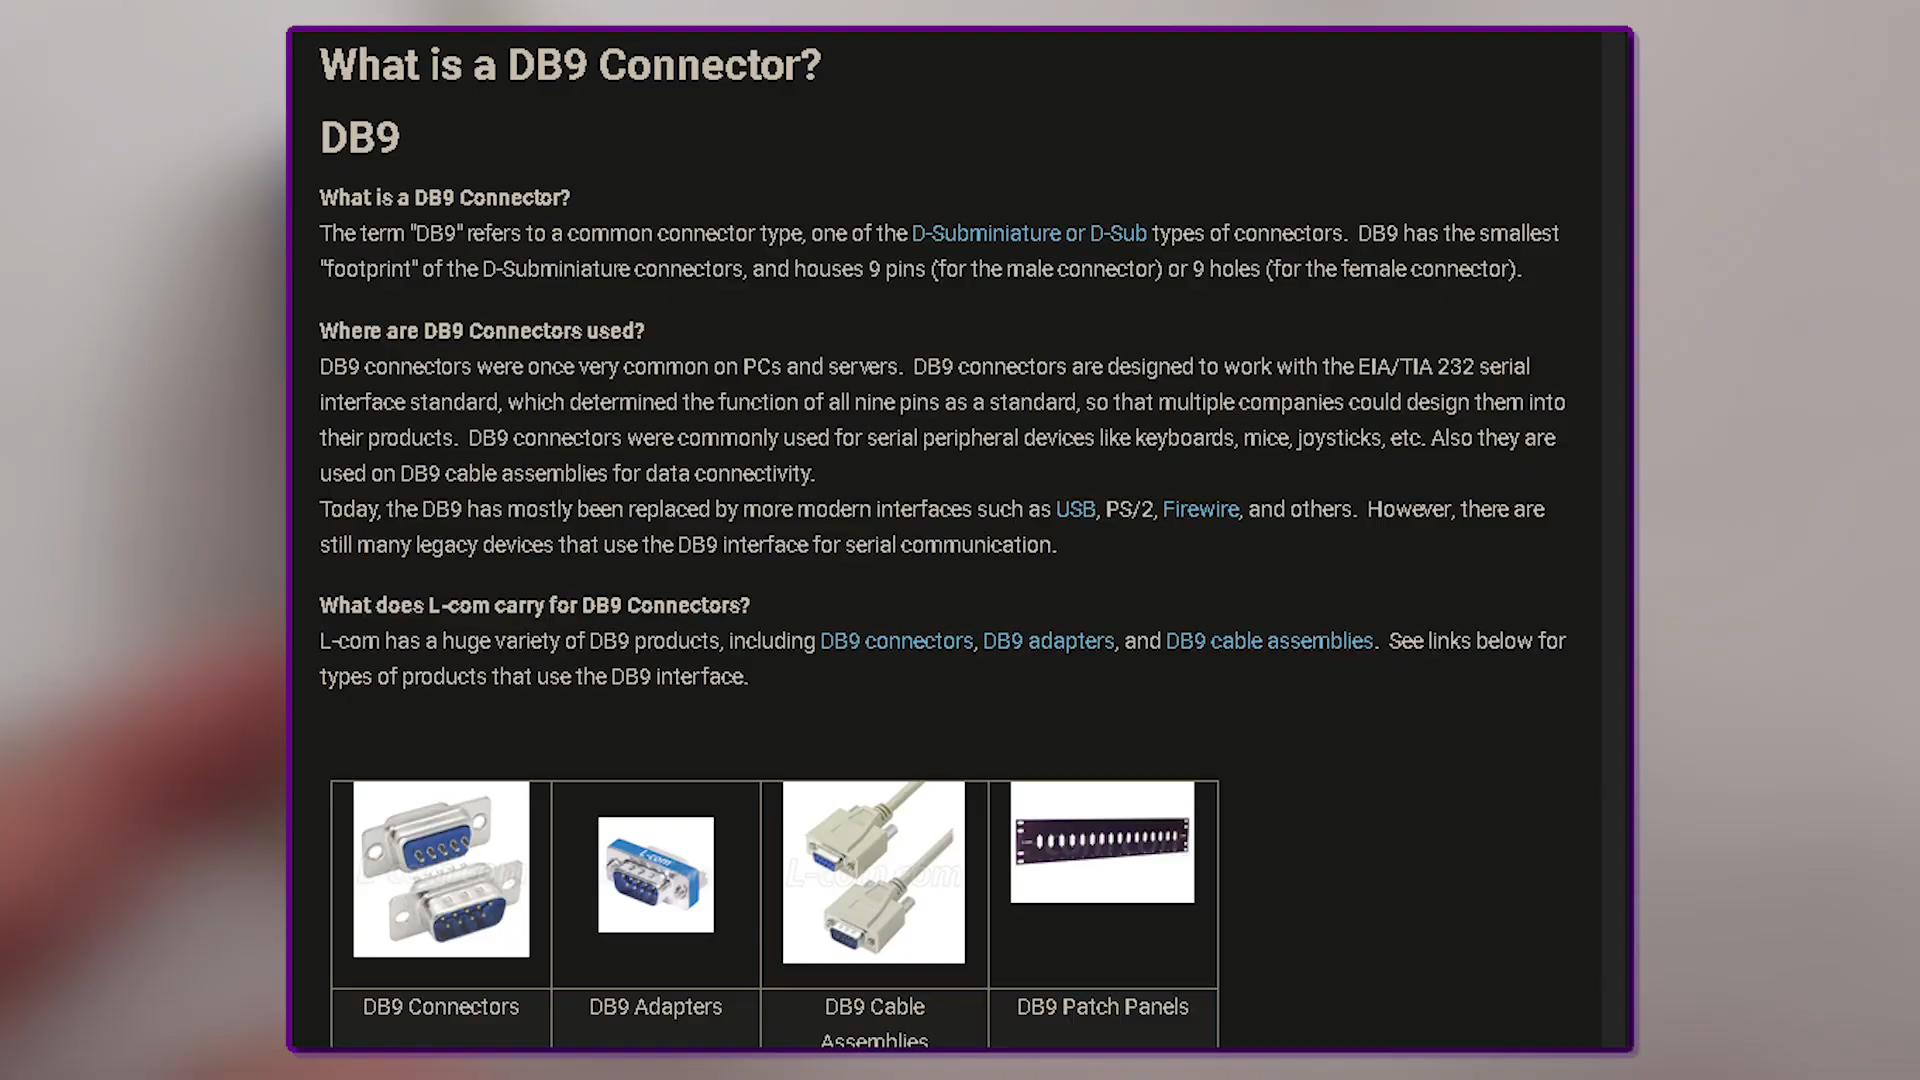 What is a DB9 Connector?
DB9
What is a DB9 Connector?
The term "DB9" refers to a common connector type, one of the D-Subminiature or D-Sub types of connectors. DB9 has the smallest
"footprint" of the D-Subminiature connectors, and houses 9 pins (for the male connector) or 9 holes (for the female connector).
Where are DB9 Connectors used?
DB9 connectors were once very common on PCs and servers. DB9 connectors are designed to work with the EIA/TIA 232 serial
interface standard, which determined the function of all nine pins as a standard, so that multiple companies could design them into
their products. DB9 connectors were commonly used for serial peripheral devices like keyboards, mice, joysticks, etc. Also they are
used on DB9 cable assemblies for data connectivity.
Today, the DB9 has mostly been replaced by more modern interfaces such as USB, PS/2, Firewire, and others. However, there are
still many legacy devices that use the DB9 interface for serial communication.
What does L-com carry for DB9 Connectors?
L-com has a huge variety of DB9 products, including DB9 connectors, DB9 adapters, and DB9 cable assemblies. See links below for
types of products that use the DB9 interface.
L-com
L-com.com
DB9 Connectors
DB9 Adapters
DB9 Cable
Assemblies
DB9 Patch Panels